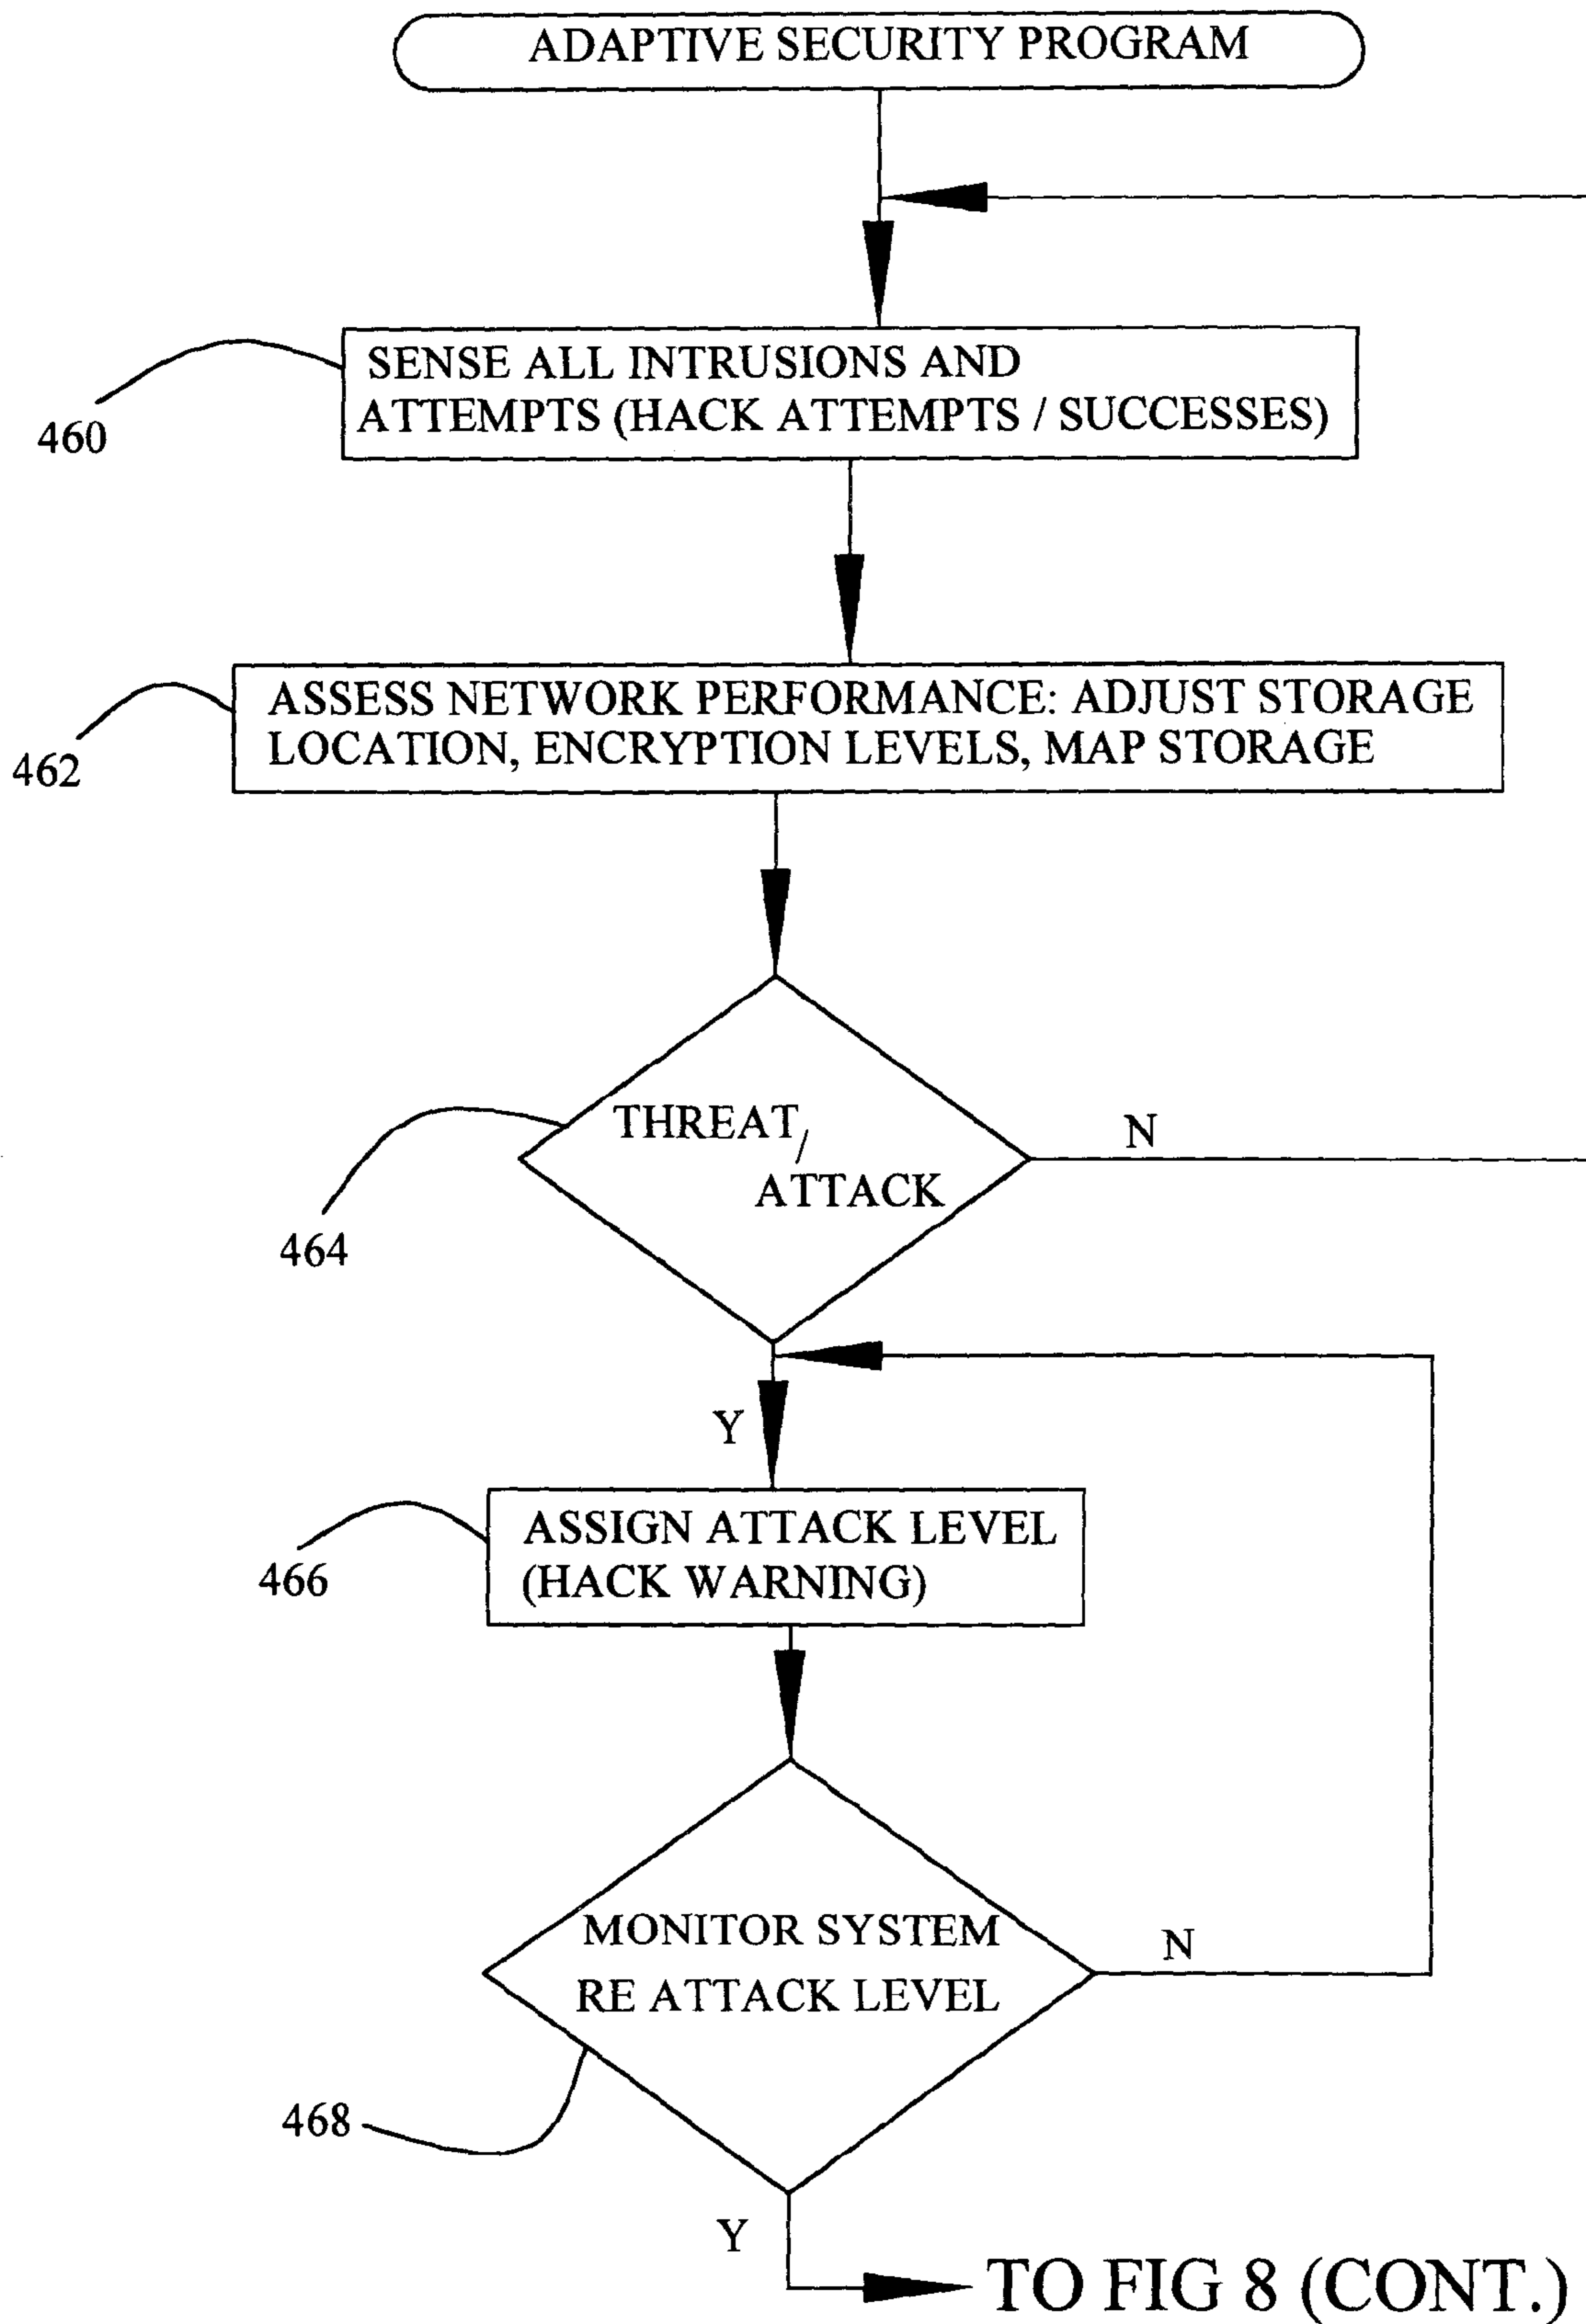 ADAPTIVE SECURITY PROGRAM
SENSE ALL INTRUSIONS AND
ATTEMPTS (HACK ATTEMPTS / SUCCESSES)
460
ASSESS NETWORK PERFORMANCE: ADJUST STORAGE
LOCATION, ENCRYPTION LEVELS, MAP STORAGE
462
THREAT/
ATTACK
N
464
Y
ASSIGN ATTACK LEVEL
(HACK WARNING)
466
MONITOR SYSTEM
RE ATTACK LEVEL
N
468
Y
TO FIG 8 (CONT.)